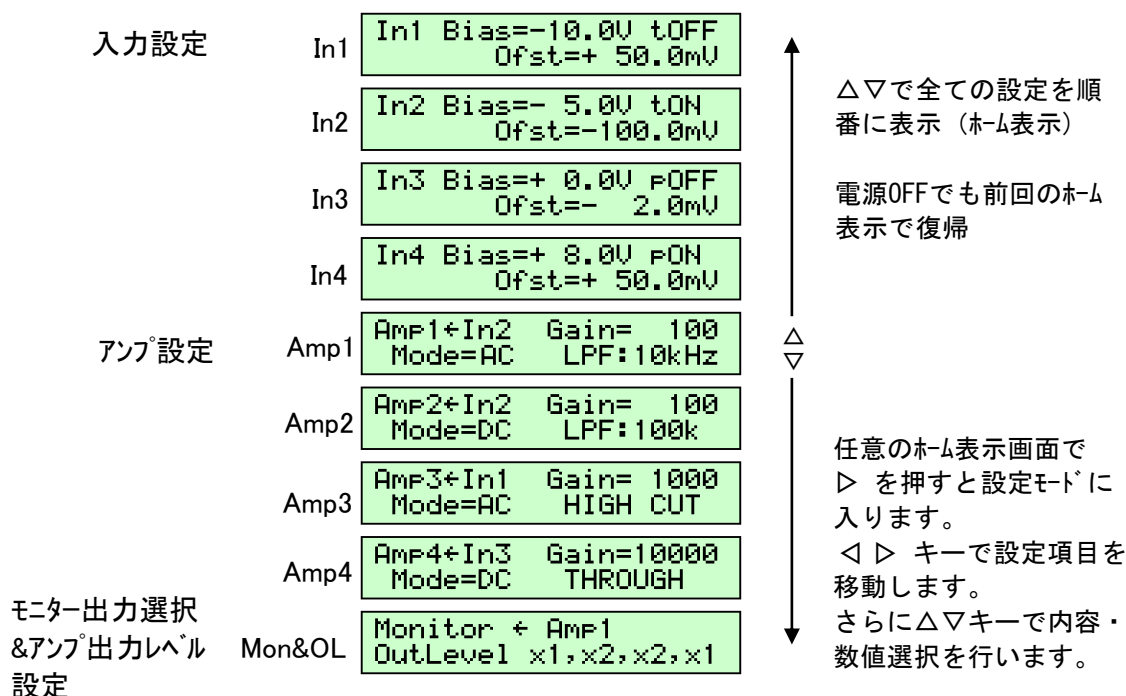 入力設定
In1
In1 Bias=-10.0V tOFF
Ofst=+ 50.0mV
In2
In2 Bias=- 5.0V tON
Ofst=-100.0mV
In3
In3 Bias=+ 0.0V pOFF
Ofst=-  2.0mV
In4
In4 Bias=+ 8.0V pON
Ofst=+ 50.0mV
アンプ設定
Amp1
Amp1←In2  Gain=  100
Mode=AC   LPF:10kHz
Amp2
Amp2←In2  Gain=  100
Mode=DC   LPF:100k
Amp3
Amp3←In1  Gain= 1000
Mode=AC   HIGH CUT
Amp4
Amp4←In3  Gain=10000
Mode=DC   THROUGH
モニター出力選択
&アンプ出力レベル
設定
Mon&OL
Monitor ← Amp1
OutLevel x1,x2,x2,x1
△▽で全ての設定を順
番に表示（ホーム表示）
電源OFFでも前回のホーム
表示で復帰
△
▽
任意のホーム表示画面で
▷ を押すと設定モードに
入ります。
◁ ▷ キーで設定項目を
移動します。
さらに△▽キーで内容・
数値選択を行います。